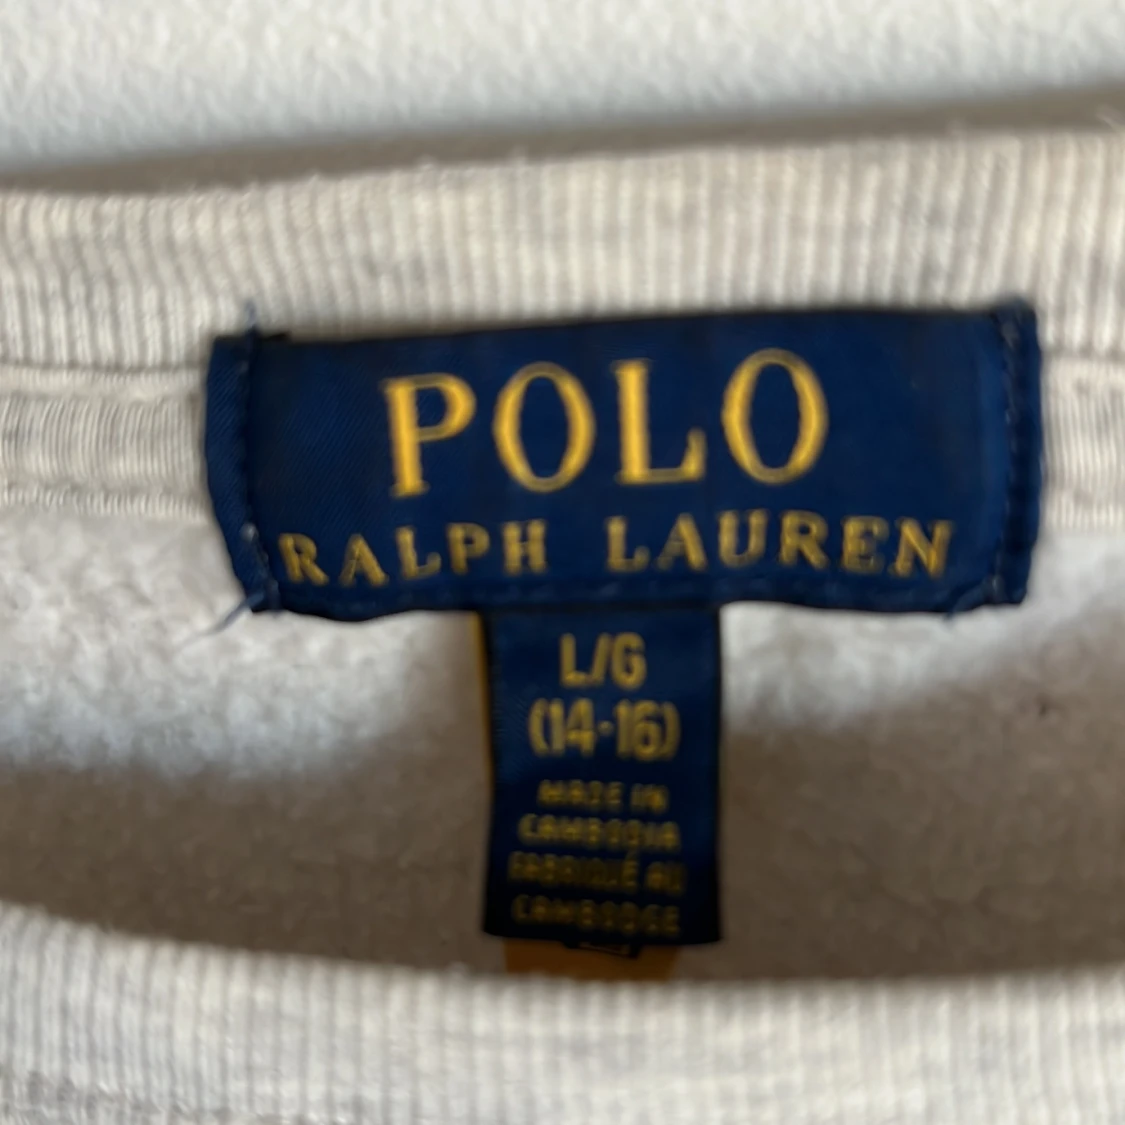 POLO
RALPH LAUREN
L/G
(14-16)
MADE IN
CAMBODIA
FABRIQUÉ AU
CAMBODGE